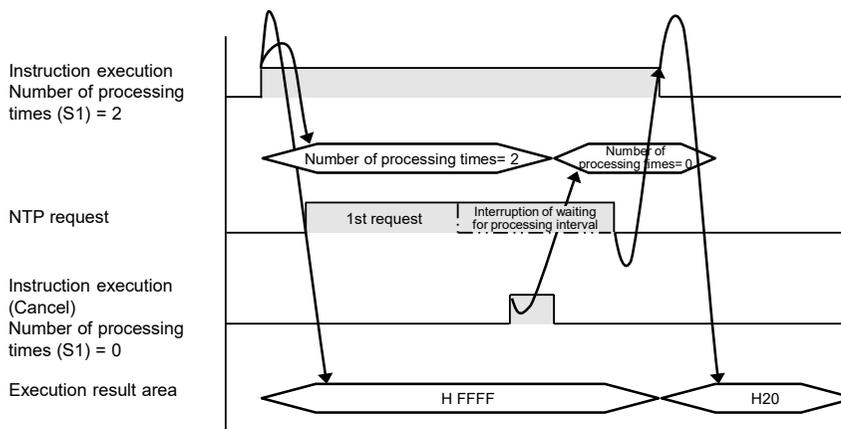 Instruction execution
Number of processing
times (S1) = 2
Number of processing times= 2
Number of
processing times= 0
NTP request
1st request
Interruption of waiting
for processing interval
Instruction execution
(Cancel)
Number of processing
times (S1) = 0
Execution result area
H FFFF
H20